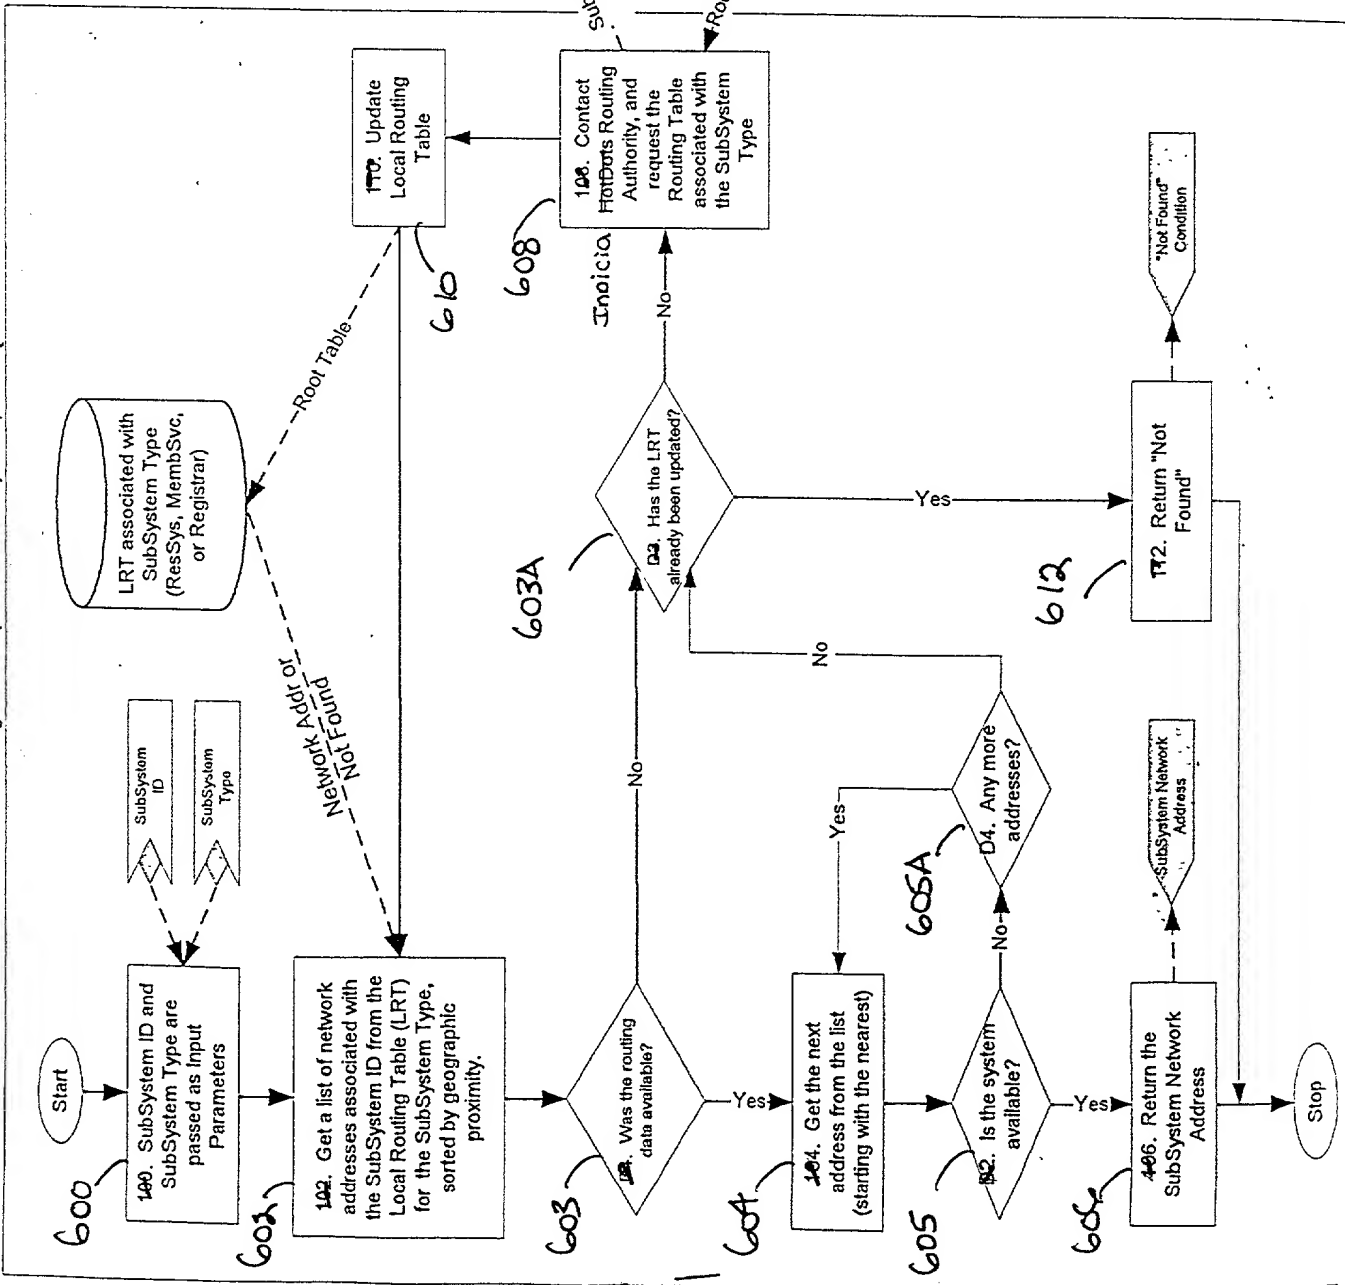 Start
600
100. SubSystem ID and
SubSystem Type are
passed as Input
Parameters
SubSystem
ID
SubSystem
Type
LRT associated with
SubSystem Type
(ResSys, MembSvc,
or Registrar)
Root Table
Network Addr or
Not Found
110. Update
Local Routing
Table
610
602
102. Get a list of network
addresses associated with
the SubSystem ID from the
Local Routing Table (LRT)
for the SubSystem Type,
sorted by geographic
proximity.
603
D1. Was the routing
data available?
No
603A
D3. Has the LRT
already been updated?
No
608
Indicia
108. Contact
HotDots Routing
Authority, and
request the
Routing Table
associated with
the SubSystem
Type
Sub
Roo
Yes
604
104. Get the next
address from the list
(starting with the nearest)
Yes
No
605
D2. Is the system
available?
No
605A
D4. Any more
addresses?
Yes
Yes
606
106. Return the
SubSystem Network
Address
SubSystem Network
Address
612
112. Return "Not
Found"
"Not Found"
Condition
Stop